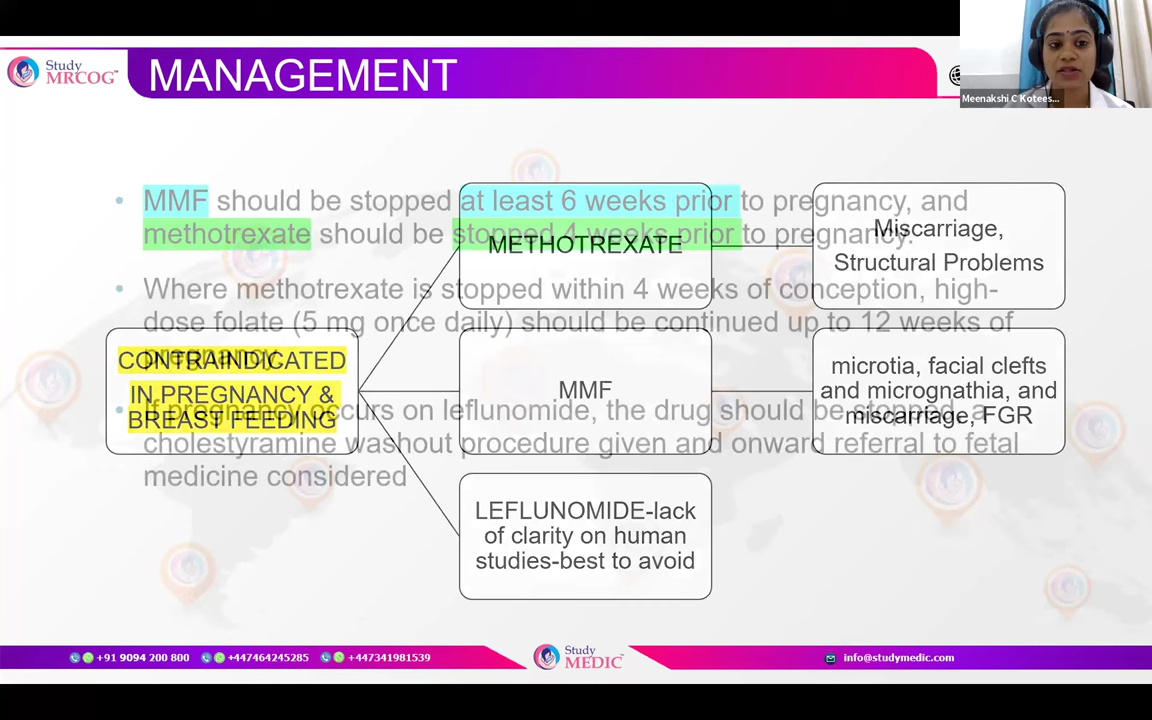 Study
MRCOG™
MANAGEMENT
Meenakshi C Kotees...
• MMF should be stopped at least 6 weeks prior to pregnancy, and
methotrexate should be stopped 4 weeks prior to pregnancy.
• Where methotrexate is stopped within 4 weeks of conception, high-
dose folate (5 mg once daily) should be continued up to 12 weeks of
pregnancy
• If pregnancy occurs on leflunomide, the drug should be stopped, a
cholestyramine washout procedure given and onward referral to fetal
medicine considered
CONTRAINDICATED
IN PREGNANCY &
BREAST FEEDING
METHOTREXATE
Miscarriage,
Structural Problems
MMF
microtia, facial clefts
and micrognathia, and
miscarriage, FGR
LEFLUNOMIDE-lack
of clarity on human
studies-best to avoid
+91 9094 200 800 +447464245285 +447341981539
Study
MEDIC™
info@studymedic.com